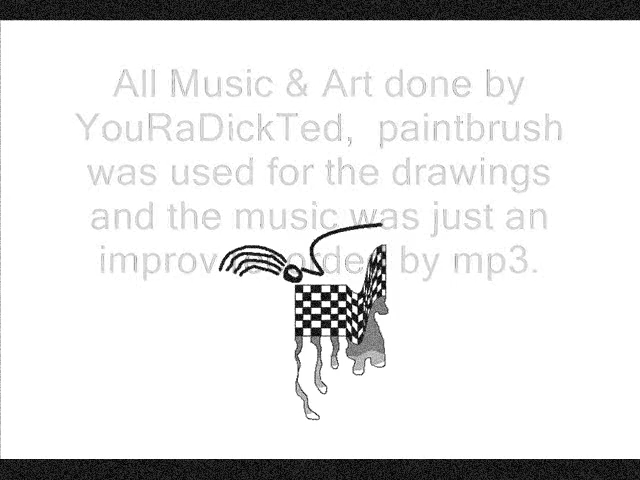 All Music & Art done by
YouRaDickTed, paintbrush
was used for the drawings
and the music was just an
by mp3.